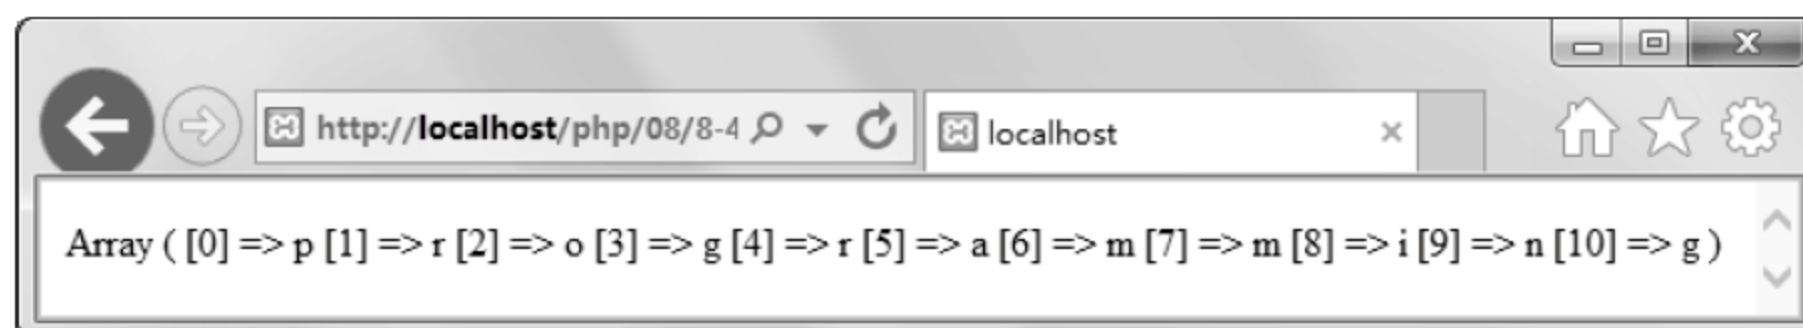 http://localhost/php/08/8-4
localhost
Array ( [0] => p [1] => r [2] => o [3] => g [4] => r [5] => a [6] => m [7] => m [8] => i [9] => n [10] => g )